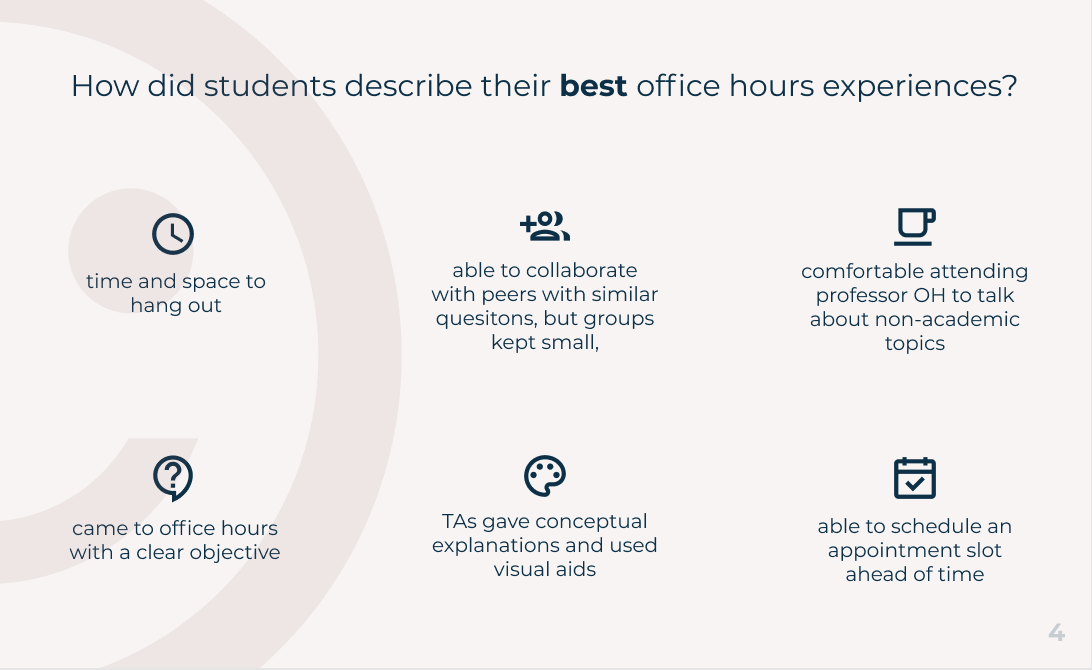 How did students describe their best office hours experiences?
time and space to
hang out
able to collaborate
with peers with similar
quesitons, but groups
kept small,
comfortable attending
professor OH to talk
about non-academic
topics
came to office hours
with a clear objective
TAs gave conceptual
explanations and used
visual aids
able to schedule an
appointment slot
ahead of time
4